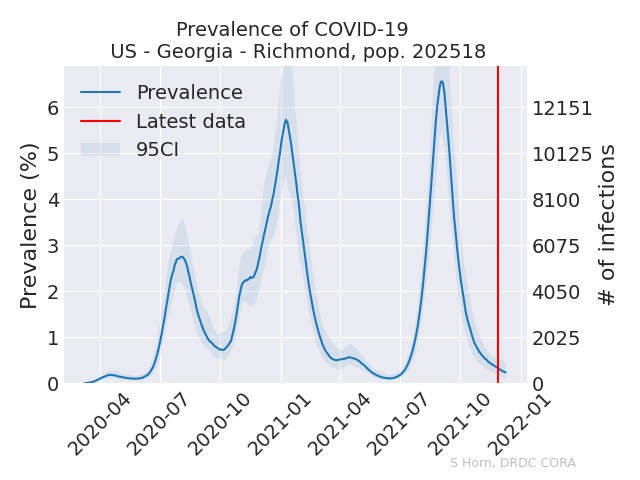 Prevalence of COVID-19
US - Georgia - Richmond, pop. 202518
Prevalence
Latest data
95CI
Prevalence (%)
6
5
4
3
2
1
0
12151
10125
8100
6075
4050
2025
0
# of infections
2020-04
2020-07
2020-10
2021-01
2021-04
2021-07
2021-10
2022-01
S Horn, DRDC CORA